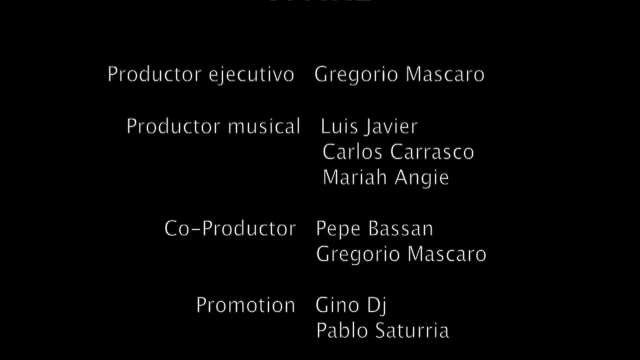 Productor ejecutivo Gregorio Mascaro
Productor musical Luis Javier
Carlos Carrasco
Mariah Angie
Co-Productor Pepe Bassan
Gregorio Mascaro
Promotion Gino Dj
Pablo Saturria